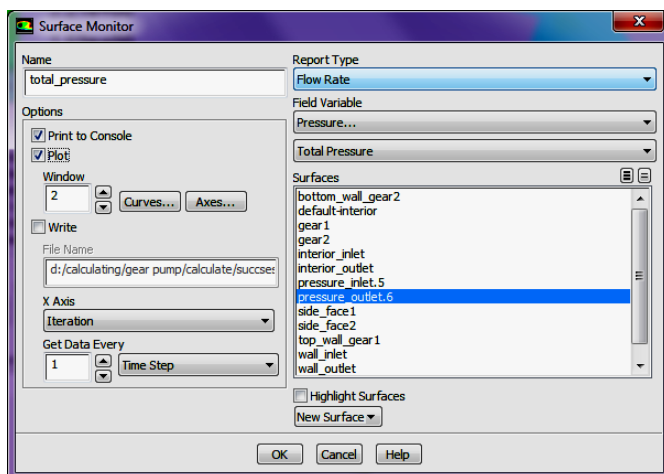 Surface Monitor
Name
total_pressure
Options
Print to Console
Plot
Window
2
Curves... Axes...
Write
File Name
d:/calculating/gear pump/calculate/succses
X Axis
Iteration
Get Data Every
1
Time Step
Report Type
Flow Rate
Field Variable
Pressure...
Total Pressure
Surfaces
bottom_wall_gear2
default-interior
gear1
gear2
interior_inlet
interior_outlet
pressure_inlet.5
pressure_outlet.6
side_face1
side_face2
top_wall_gear1
wall_inlet
wall_outlet
Highlight Surfaces
New Surface
OK Cancel Help